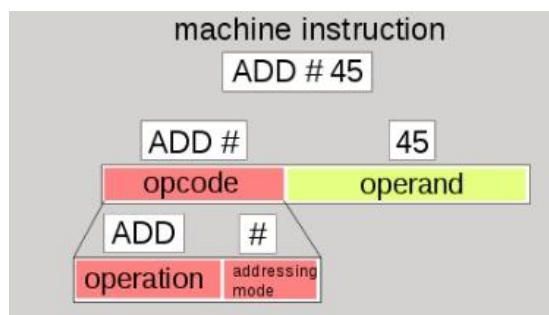 machine instruction
ADD # 45
ADD # 45
opcode operand
ADD #
operation addressing
mode